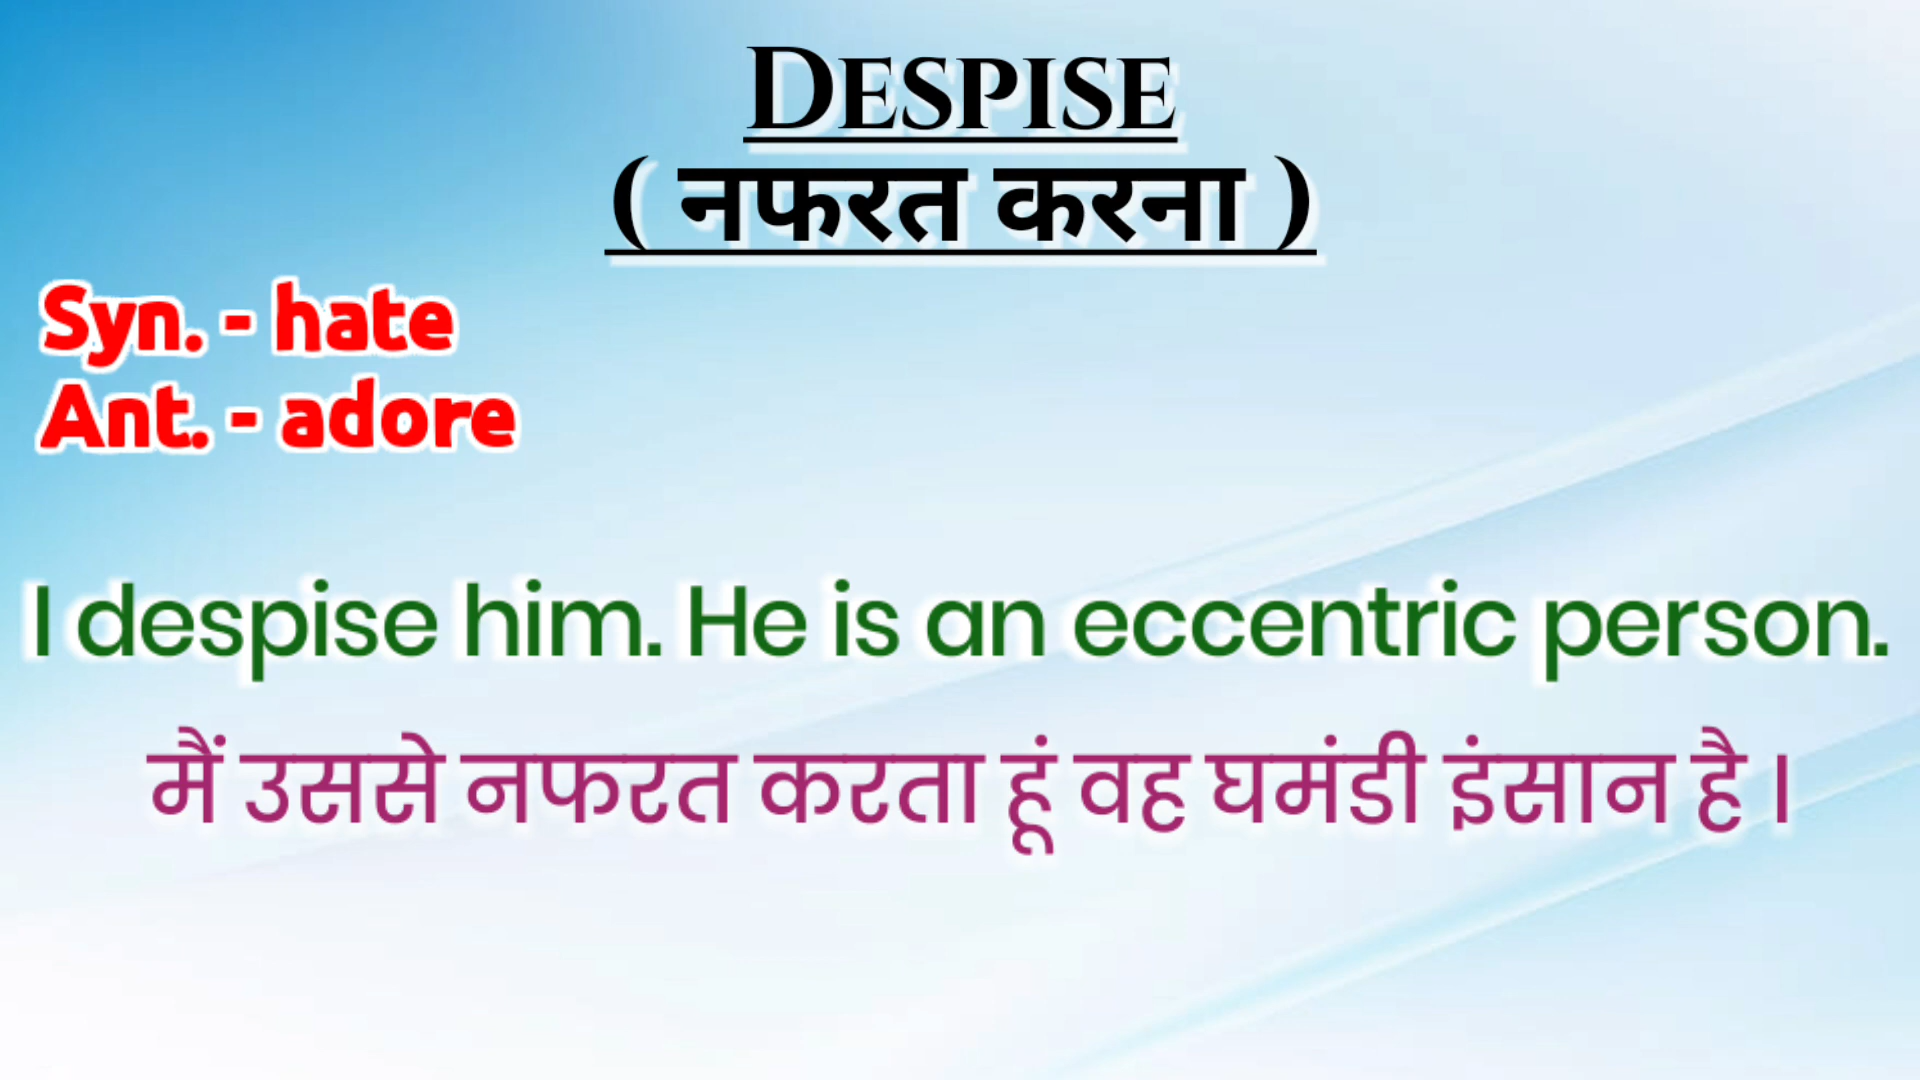 DESPISE
( नफरत करना )
Syn. - hate
Ant. - adore
I despise him. He is an eccentric person.
मैं उससे नफरत करता हूं वह घमंडी इंसान है ।